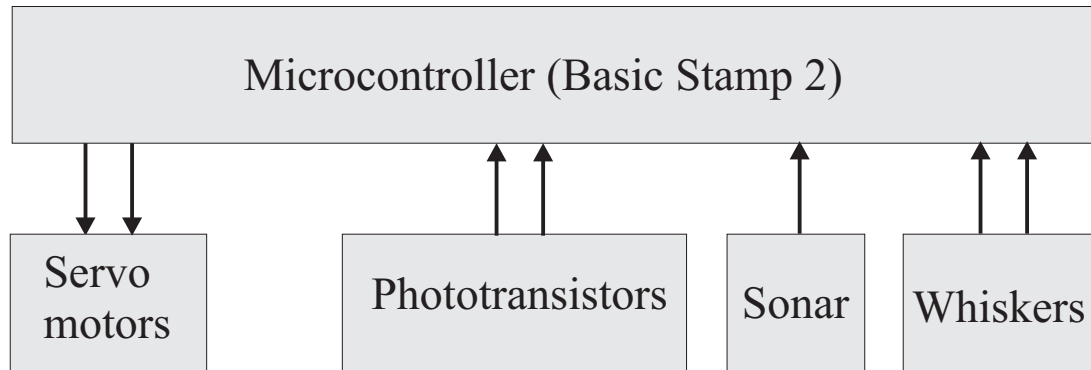 Microcontroller (Basic Stamp 2)
Servo
motors
Phototransistors
Sonar
Whiskers